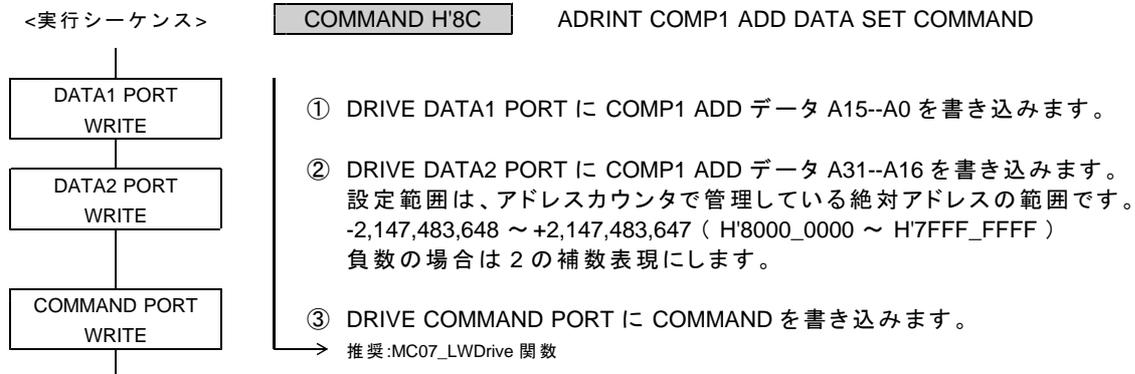 <実行シーケンス>
COMMAND H'8C
ADRINT COMP1 ADD DATA SET COMMAND
DATA1 PORT
WRITE
① DRIVE DATA1 PORT に COMP1 ADD データ A15--A0 を書き込みます。
DATA2 PORT
WRITE
② DRIVE DATA2 PORT に COMP1 ADD データ A31--A16 を書き込みます。
設定範囲は、アドレスカウンタで管理している絶対アドレスの範囲です。
-2,147,483,648 ～ +2,147,483,647 ( H'8000_0000 ～ H'7FFF_FFFF )
負数の場合は 2 の補数表現にします。
COMMAND PORT
WRITE
③ DRIVE COMMAND PORT に COMMAND を書き込みます。
推奨:MC07_LWDrive 関数